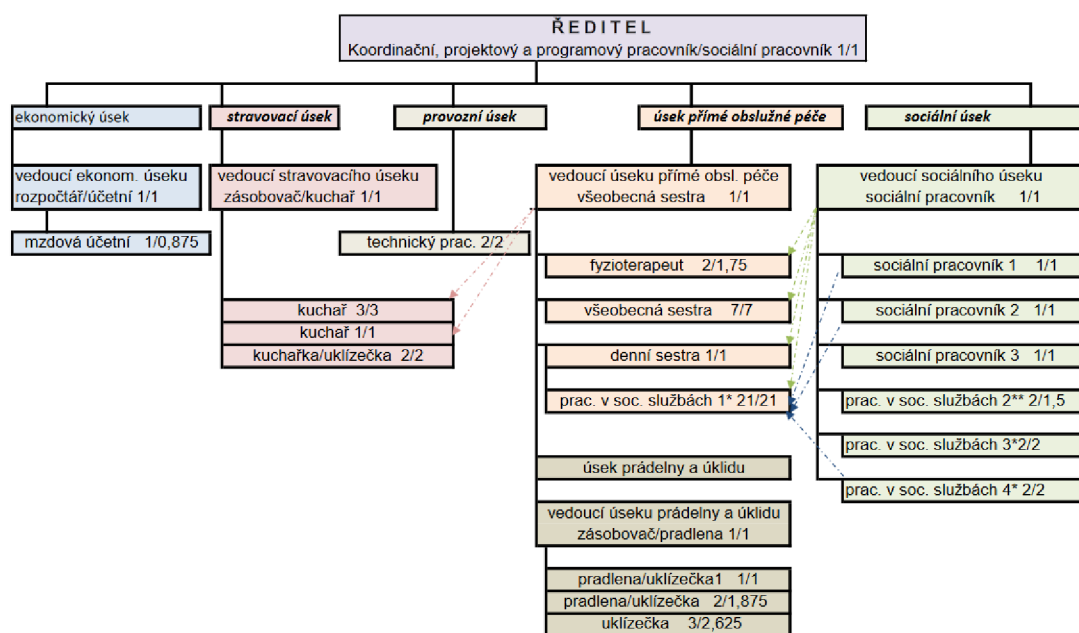 Ř E D I T E L
Koordinační, projektový a programový pracovník/sociální pracovník 1/1
ekonomický úsek
stravovací úsek
provozní úsek
úsek přímé obslužné péče
sociální úsek
vedoucí ekonom. úseku
rozpočtář/účetní 1/1
vedoucí stravovacího úseku
zásobovač/kuchař 1/1
vedoucí úseku přímé obsl. péče
všeobecná sestra 1/1
vedoucí sociálního úseku
sociální pracovník 1/1
mzdová účetní 1/0,875
technický prac. 2/2
fyzioterapeut 2/1,75
sociální pracovník 1 1/1
kuchař 3/3
všeobecná sestra 7/7
sociální pracovník 2 1/1
kuchař 1/1
kuchařka/uklízečka 2/2
denní sestra 1/1
sociální pracovník 3 1/1
prac. v soc. službách 1* 21/21
prac. v soc. službách 2** 2/1,5
prac. v soc. službách 3*2/2
úsek prádelny a úklidu
prac. v soc. službách 4* 2/2
vedoucí úseku prádelny a úklidu
zásobovač/pradlena 1/1
pradlena/uklízečka1 1/1
pradlena/uklízečka 2/1,875
uklízečka 3/2,625